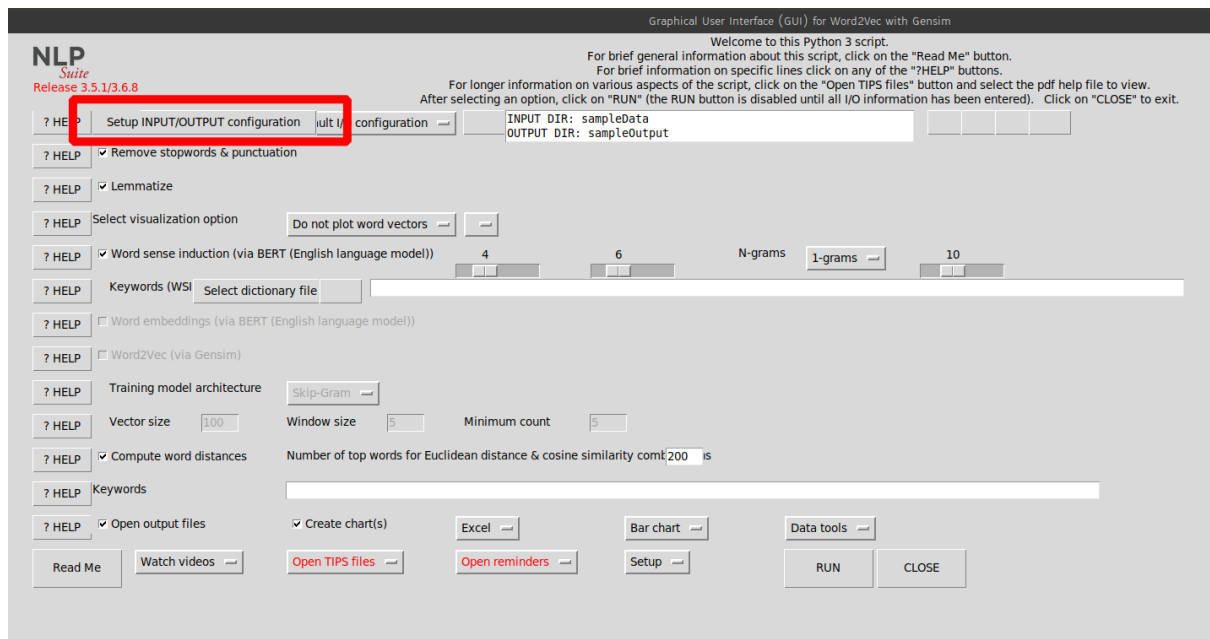 Graphical User Interface (GUI) for Word2Vec with Gensim
NLP
Suite
Release 3.5.1/3.6.8
Welcome to this Python 3 script.
For brief general information about this script, click on the "Read Me" button.
For brief information on specific lines click on any of the "?HELP" buttons.
For longer information on various aspects of the script, click on the "Open TIPS files" button and select the pdf help file to view.
After selecting an option, click on "RUN" (the RUN button is disabled until all I/O information has been entered). Click on "CLOSE" to exit.
? HELP Setup INPUT/OUTPUT configuration configuration INPUT DIR: sampleData
OUTPUT DIR: sampleOutput
? HELP Remove stopwords & punctuation
? HELP Lemmatize
? HELP Select visualization option Do not plot word vectors
? HELP Word sense induction (via BERT (English language model)) 4 6 N-grams 1-grams 10
? HELP Keywords (WSI Select dictionary file
? HELP Word embeddings (via BERT (English language model))
? HELP Word2Vec (via Gensim)
? HELP Training model architecture Skip-Gram
? HELP Vector size 100 Window size 5 Minimum count 5
? HELP Compute word distances Number of top words for Euclidean distance & cosine similarity 200
? HELP Keywords
? HELP Open output files Create chart(s) Excel Bar chart Data tools
Read Me Watch videos Open TIPS files Open reminders Setup RUN CLOSE